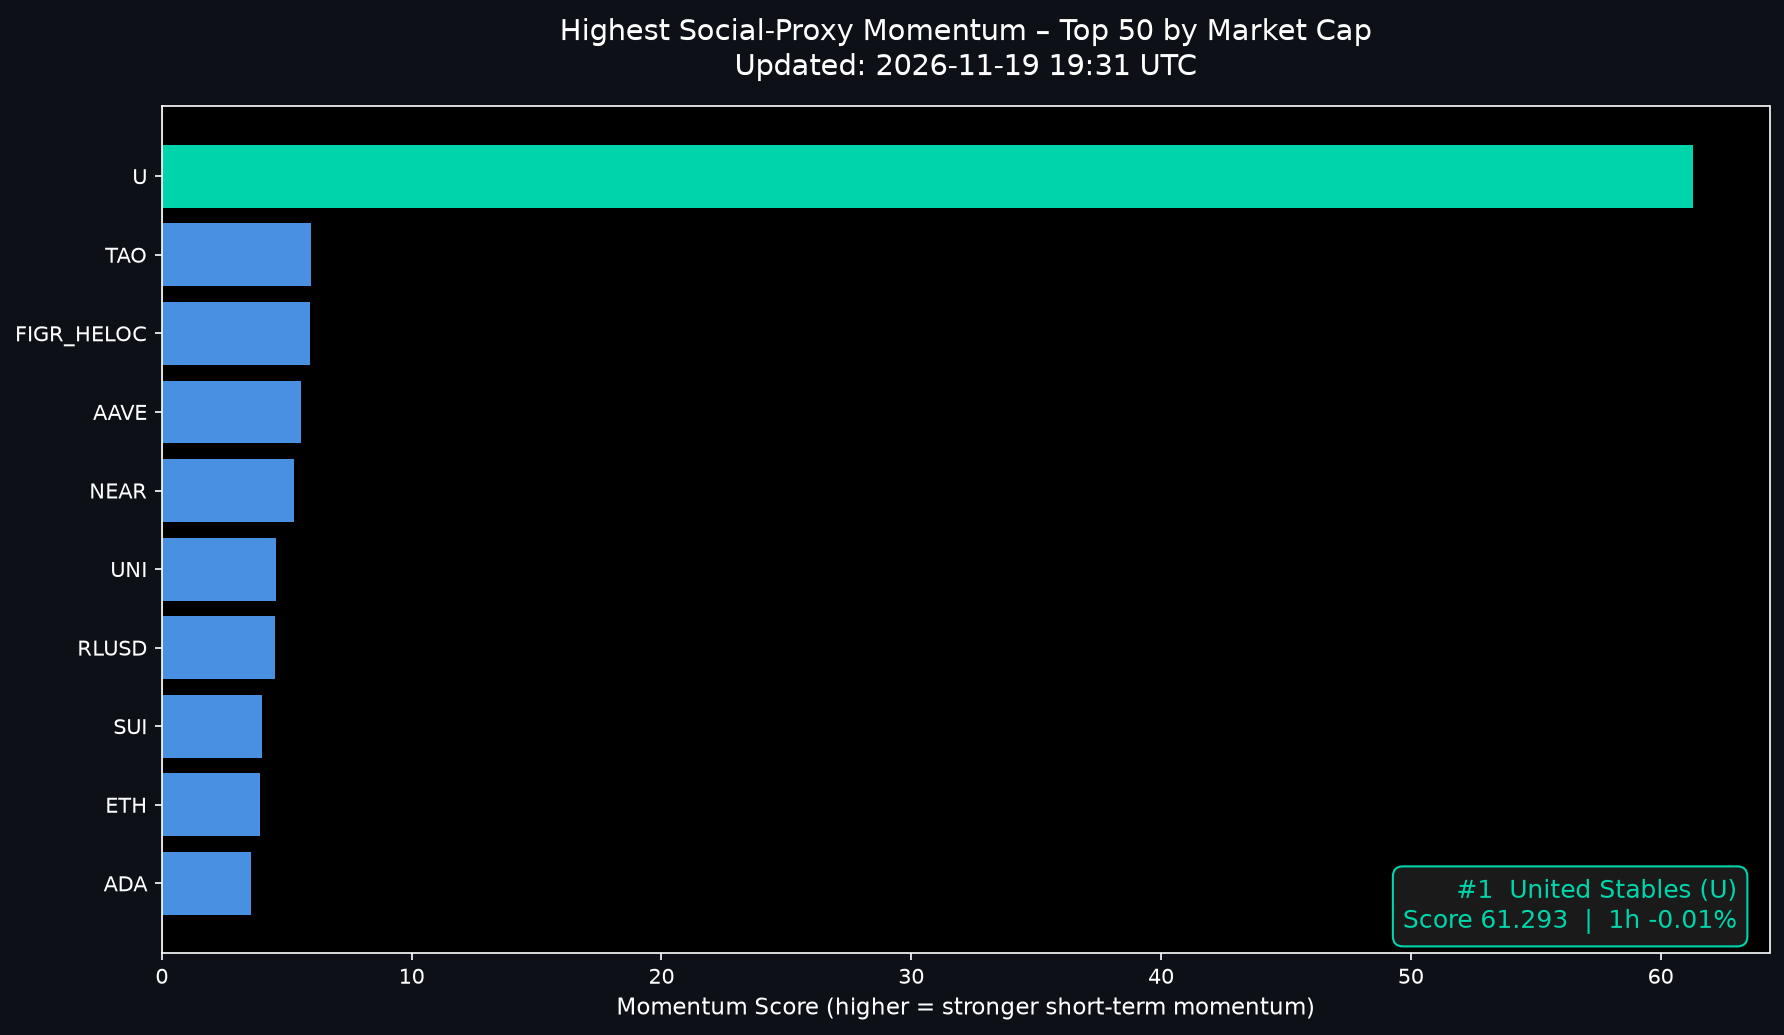 Highest Social-Proxy Momentum – Top 50 by Market Cap
Updated: 2026-11-19 19:31 UTC
U
TAO
FIGR_HELOC
AAVE
NEAR
UNI
RLUSD
SUI
ETH
ADA
#1 United Stables (U)
Score 61.293 | 1h -0.01%
0 10 20 30 40 50 60
Momentum Score (higher = stronger short-term momentum)